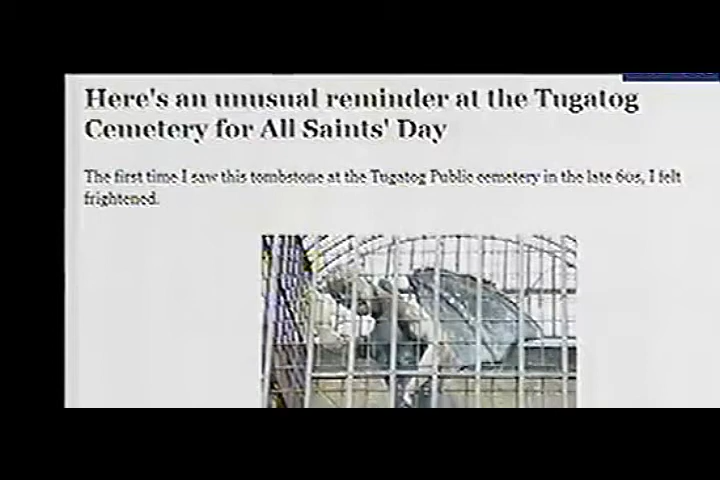 Here's an unusual reminder at the Tugatog
Cemetery for All Saints' Day
The first time I saw this tombstone at the Tugatog Public cemetery in the late 60s, I felt
frightened.